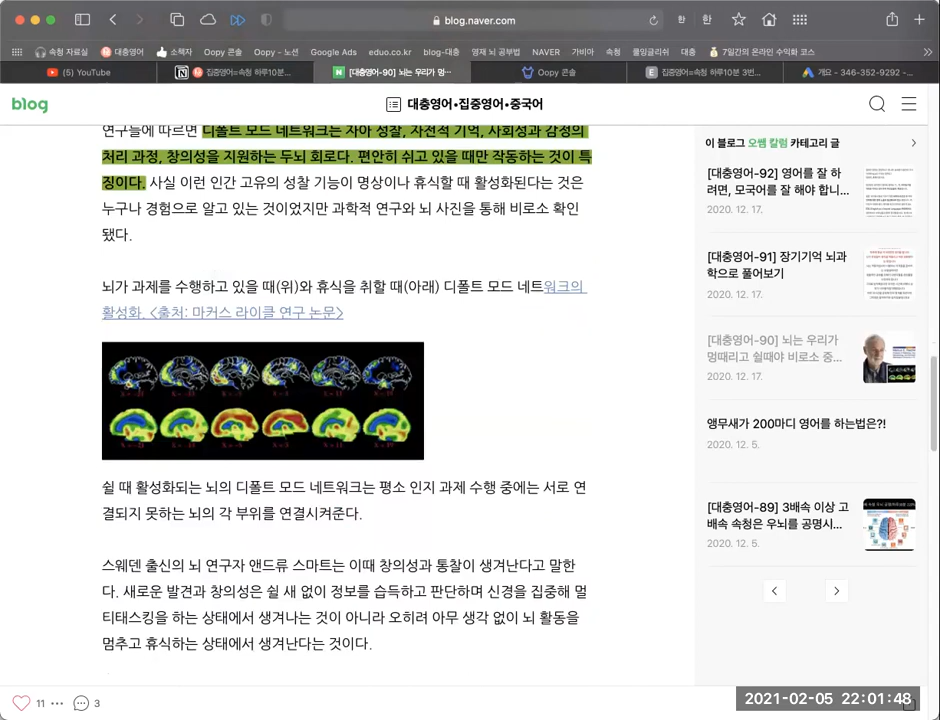 blog.naver.com
속청 자료실 대충영어 소책자 Oopy 콘솔 Oopy - 노션 Google Ads eduo.co.kr blog-대충 영재 뇌 공부법 NAVER 가비아 속청 몰입글리쉬 대충 7일간의 온라인 수익화 코스
(5) YouTube
집중영어=속청 하루10분...
[대충영어-90] 뇌는 우리가 멍...
Oopy 콘솔
집중영어=속청 하루10분 3번...
개요 - 346-352-9292 -...
blog
대충영어•집중영어•중국어
연구들에 따르면 디폴트 모드 네트워크는 자아 성찰, 자전적 기억, 사회성과 감정의
처리 과정, 창의성을 지원하는 두뇌 회로다. 편안히 쉬고 있을 때만 작동하는 것이 특
징이다. 사실 이런 인간 고유의 성찰 기능이 명상이나 휴식할 때 활성화된다는 것은
누구나 경험으로 알고 있는 것이었지만 과학적 연구와 뇌 사진을 통해 비로소 확인
됐다.
뇌가 과제를 수행하고 있을 때(위)와 휴식을 취할 때(아래) 디폴트 모드 네트워크의
활성화. <출처: 마커스 라이클 연구 논문>
쉴 때 활성화되는 뇌의 디폴트 모드 네트워크는 평소 인지 과제 수행 중에는 서로 연
결되지 못하는 뇌의 각 부위를 연결시켜준다.
스웨덴 출신의 뇌 연구자 앤드류 스마트는 이때 창의성과 통찰이 생겨난다고 말한
다. 새로운 발견과 창의성은 쉴 새 없이 정보를 습득하고 판단하며 신경을 집중해 멀
티태스킹을 하는 상태에서 생겨나는 것이 아니라 오히려 아무 생각 없이 뇌 활동을
멈추고 휴식하는 상태에서 생겨난다는 것이다.
이 블로그 오쌤 칼럼 카테고리 글
[대충영어-92] 영어를 잘 하
려면, 모국어를 잘 해야 합니...
2020. 12. 17.
[대충영어-91] 장기기억 뇌과
학으로 풀어보기
2020. 12. 17.
[대충영어-90] 뇌는 우리가
멍때리고 쉴때야 비로소 중...
2020. 12. 17.
앵무새가 200마디 영어를 하는법은?!
2020. 12. 5.
[대충영어-89] 3배속 이상 고
배속 속청은 우뇌를 공명시...
2020. 12. 5.
11 ... 3
2021-02-05 22:01:48